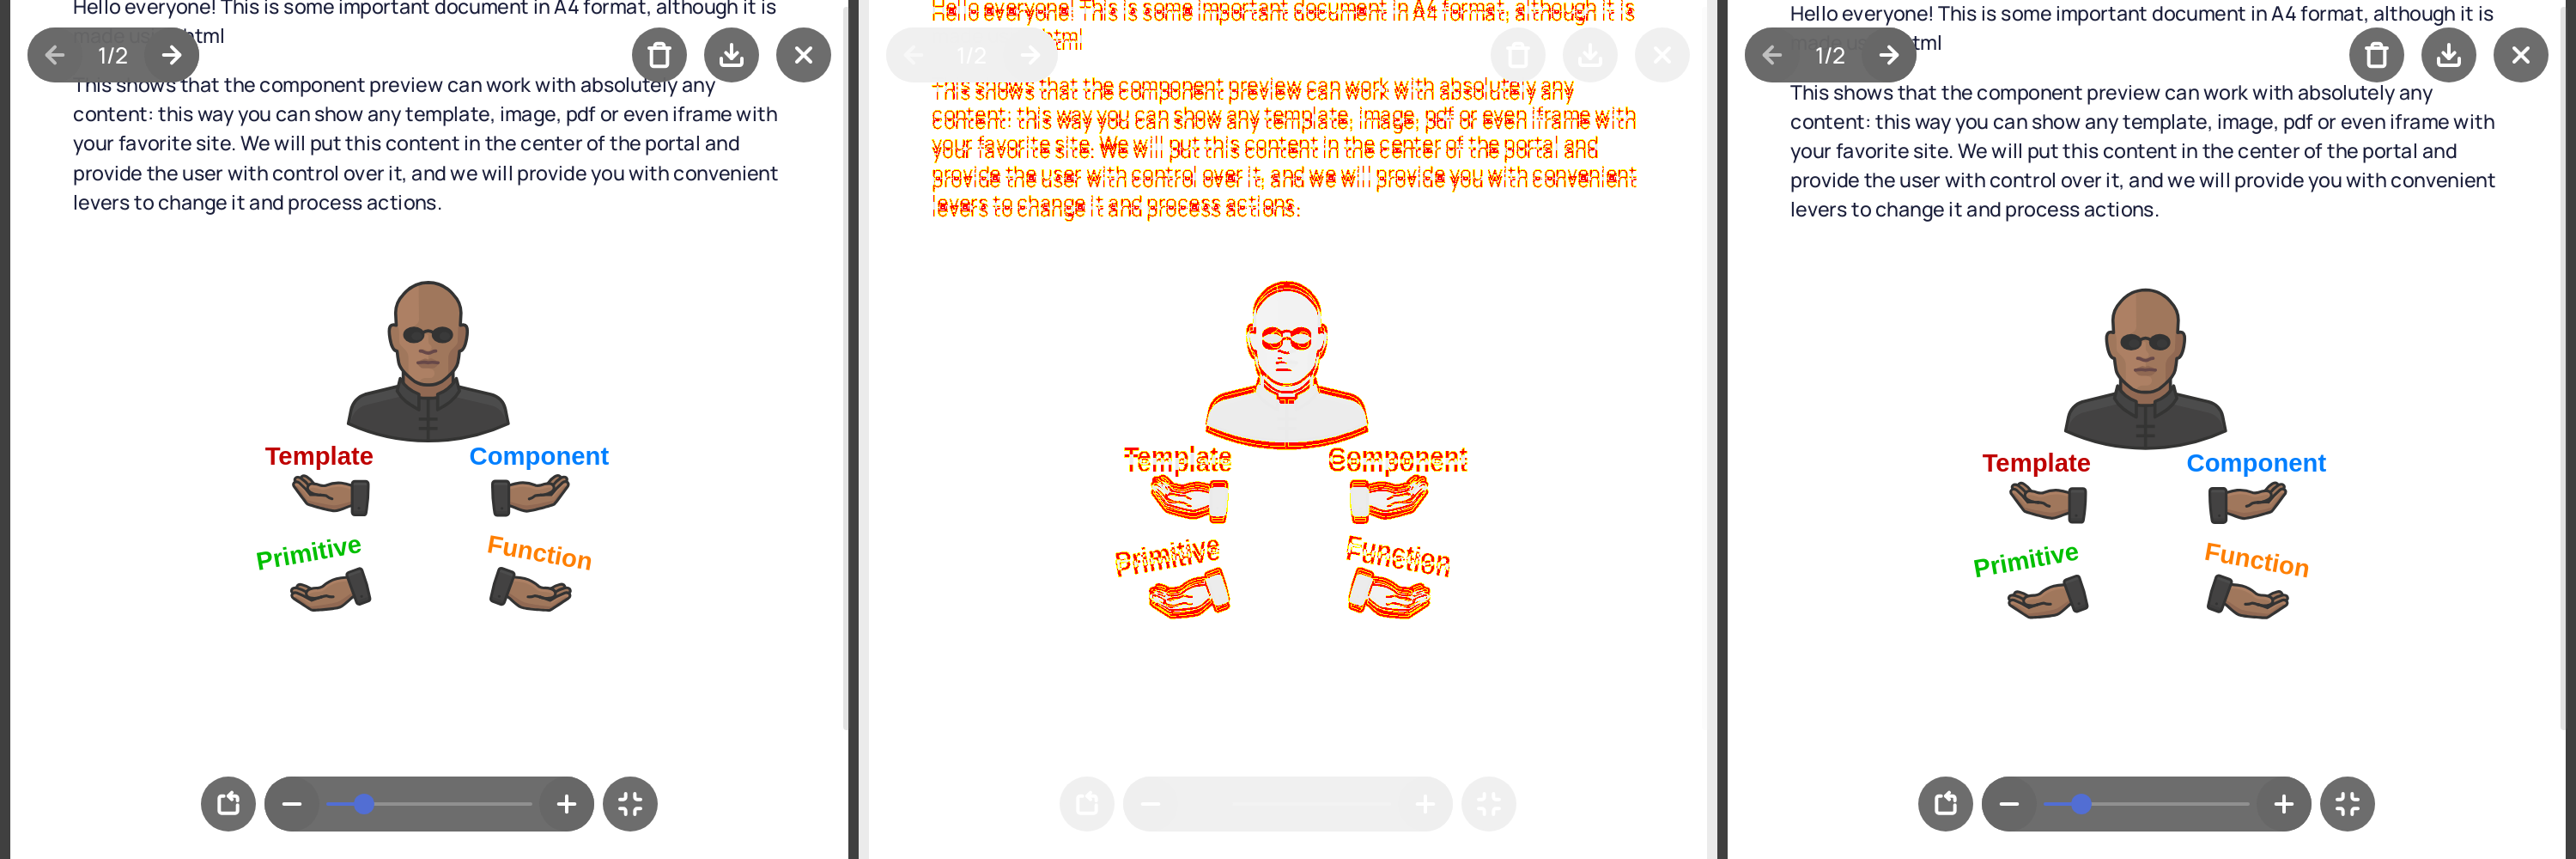 Hello everyone! This is some important document in A4 format, although it is
made using html
1/2
This shows that the component preview can work with absolutely any
content: this way you can show any template, image, pdf or even iframe with
your favorite site. We will put this content in the center of the portal and
provide the user with control over it, and we will provide you with convenient
levers to change it and process actions.
Template
Component
Primitive
Function
Hello everyone! This is some important document in A4 format, although it is
html
1/2
This shows that the component preview can work with absolutely any
content: this way you can show any template, image, pdf or even iframe with
your favorite site. We will put this content in the center of the portal and
provide the user with control over it, and we will provide you with convenient
levers to change it and process actions.
Template
Component
Primitive
Function
Hello everyone! This is some important document in A4 format, although it is
made using html
1/2
This shows that the component preview can work with absolutely any
content: this way you can show any template, image, pdf or even iframe with
your favorite site. We will put this content in the center of the portal and
provide the user with control over it, and we will provide you with convenient
levers to change it and process actions.
Template
Component
Primitive
Function